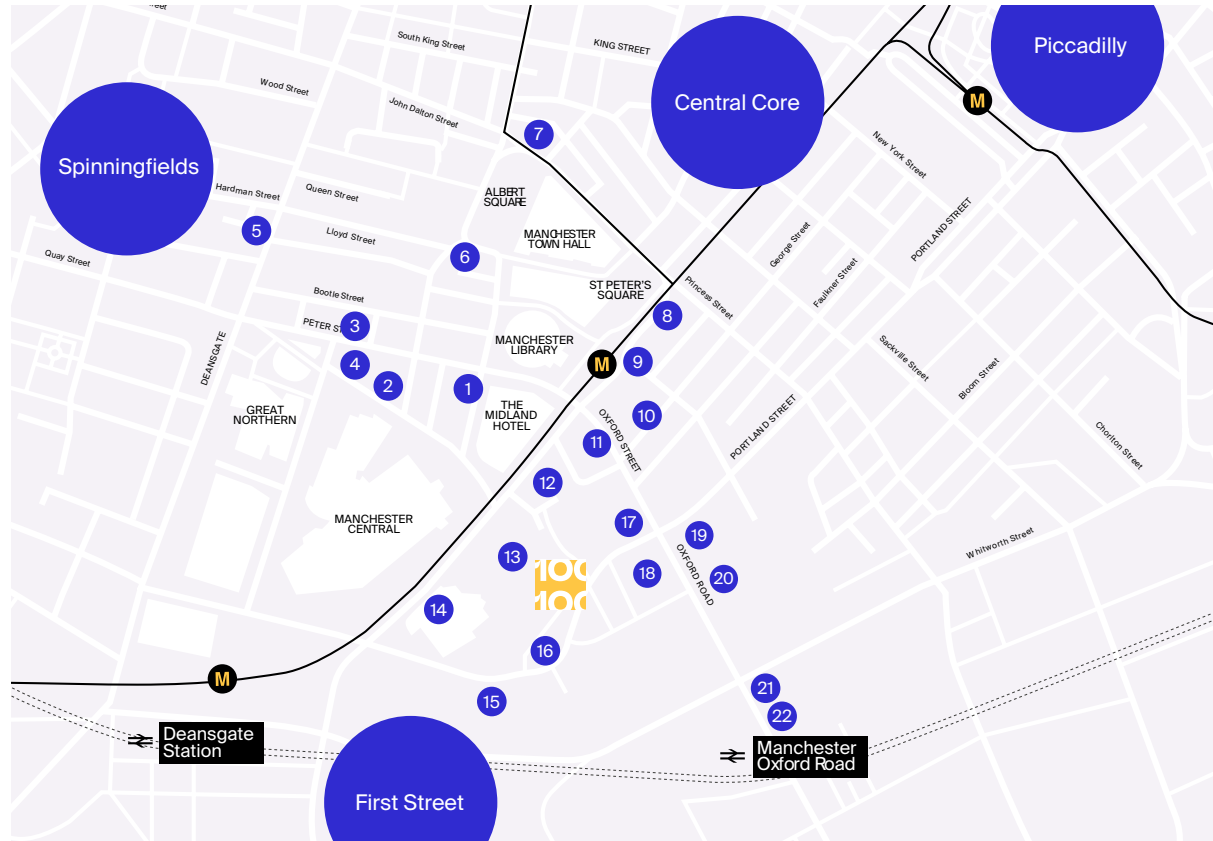 South King Street
KING STREET
Central Core
Piccadilly
M
Wood Street
John Dalton Street
7
New York Street
Spinningfields
Hardman Street
Queen Street
ALBERT
SQUARE
PORTLAND STREET
5
Lloyd Street
MANCHESTER
TOWN HALL
George Street
6
Quay Street
Faulkner Street
ST PETER'S
SQUARE
Princess Street
Bootle Street
PETER ST
3
8
MANCHESTER
LIBRARY
DEANSGATE
4
M
9
Sackville Street
Bloom Street
2
1
GREAT
NORTHERN
THE
MIDLAND
HOTEL
10
OXFORD STREET
PORTLAND STREET
11
Chorlton Street
12
MANCHESTER
CENTRAL
17
19
Whitworth Street
13
100
100
18
OXFORD ROAD
20
14
16
M
15
21
22
Deansgate
Station
Manchester
Oxford Road
First Street